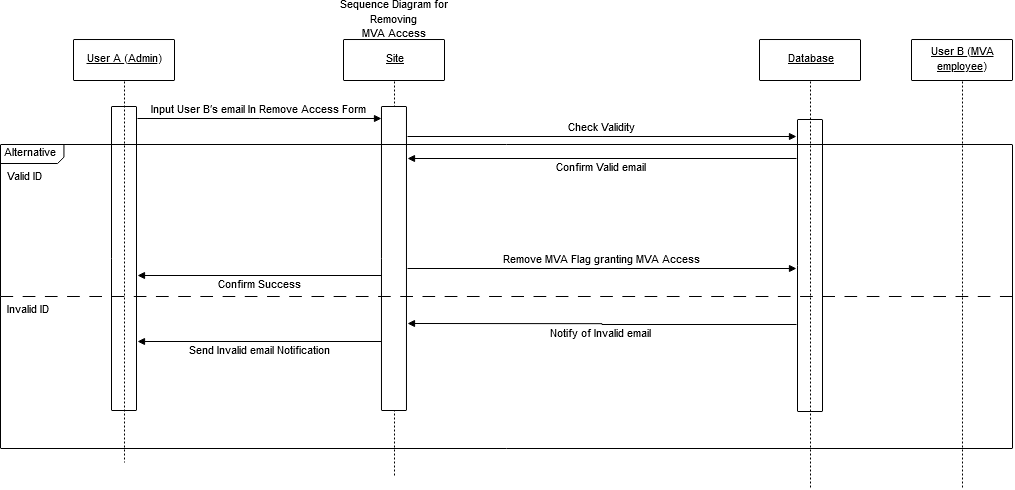 Sequence Diagram for
Removing
MVA Access
User A (Admin)
Site
Database
User B (MVA
employee)
Input User B's email In Remove Access Form
Check Validity
Alternative
Confirm Valid email
Valid ID
Remove MVA Flag granting MVA Access
Confirm Success
Invalid ID
Notify of Invalid email
Send Invalid email Notification